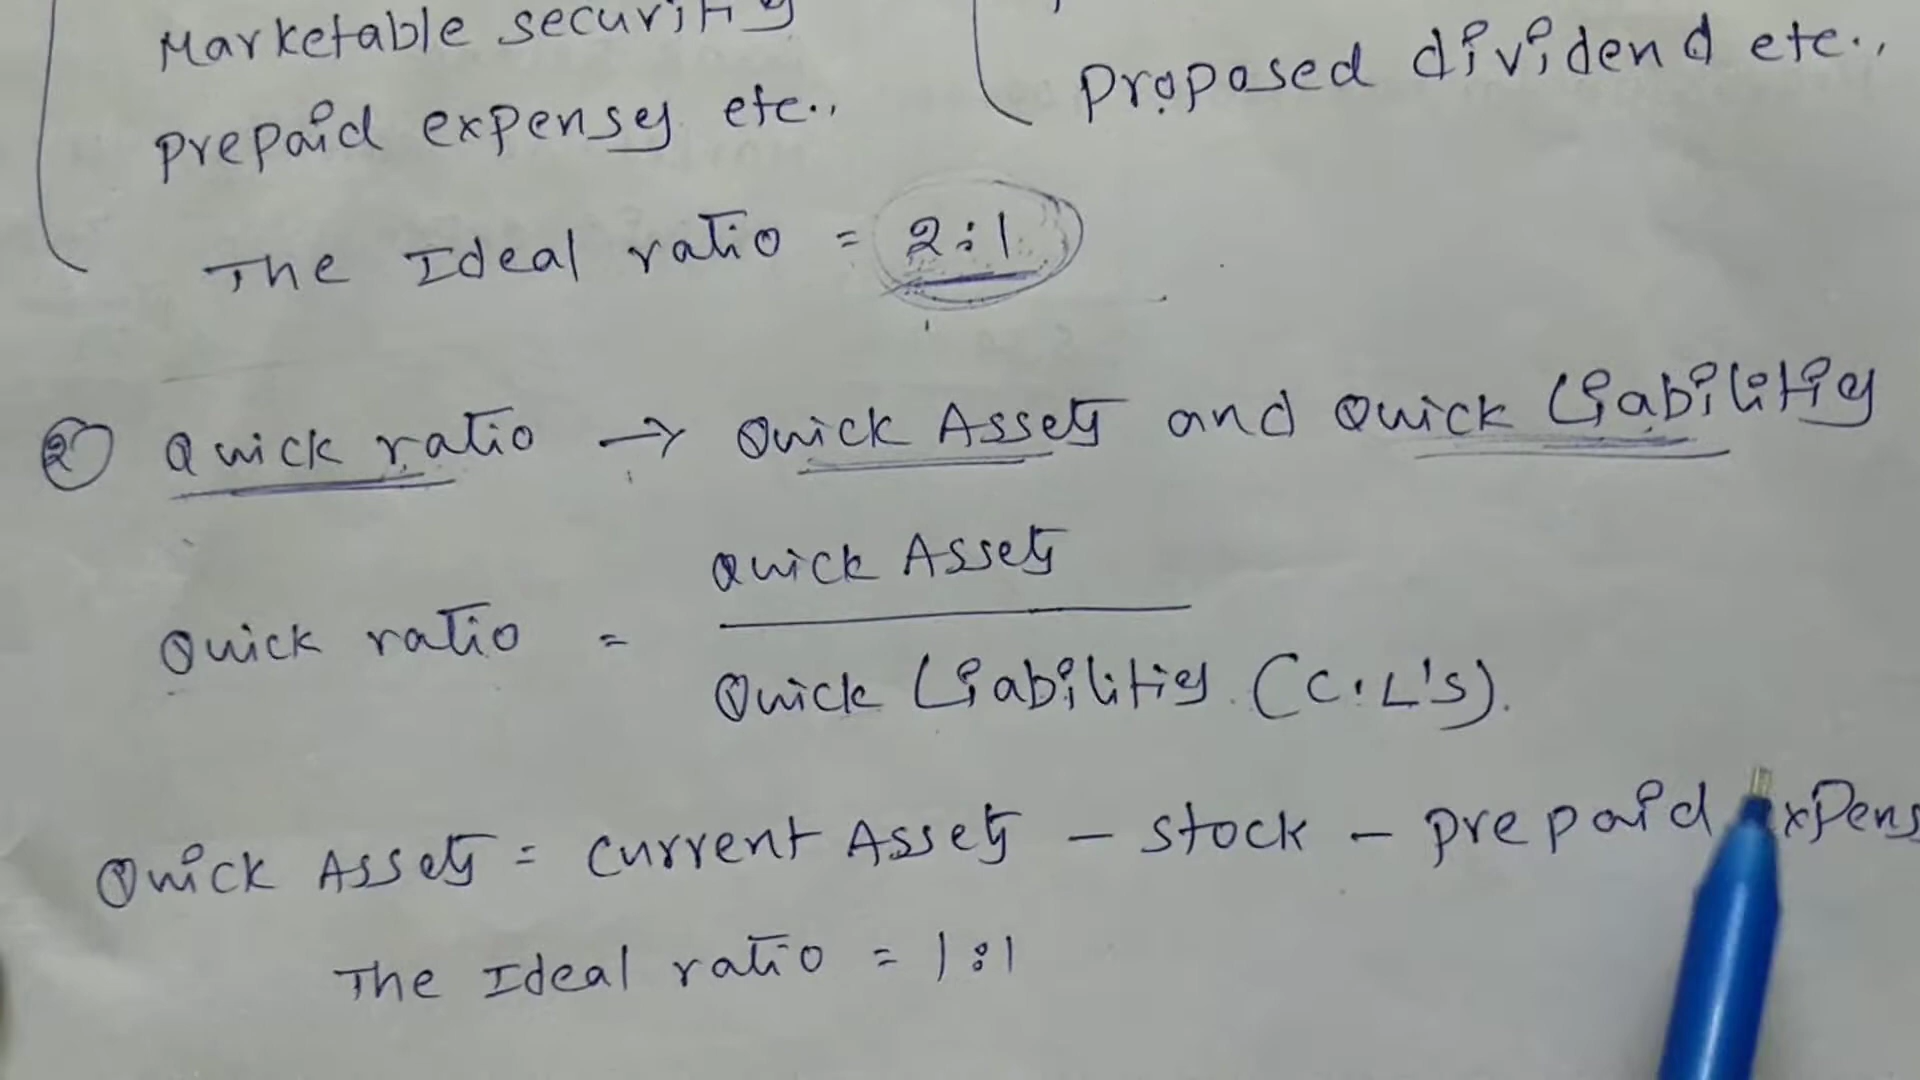 Marketable security
Proposed dividend etc.,
prepaid expenses etc.,
The Ideal ratio = 2:1
② Quick ratio → Quick Assets and Quick Liabilities
Quick ratio = Quick Assets
Quick Liabilities (C.L's).
Quick Assets = current Assets - stock - prepaid expens
The Ideal ratio = 1:1